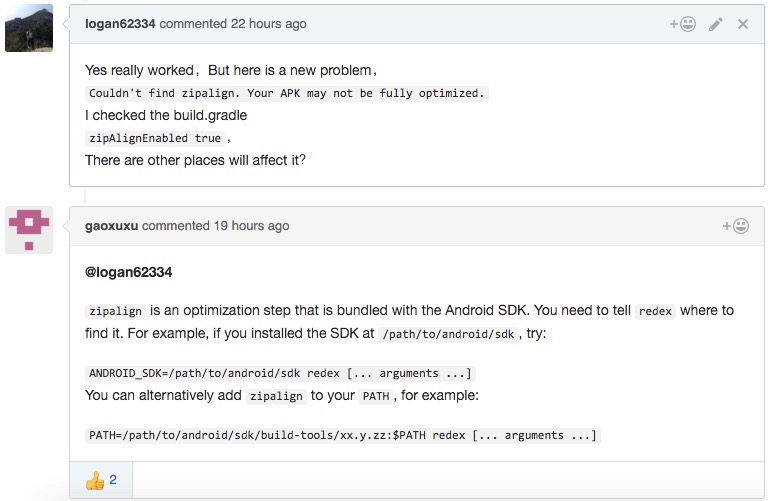 logan62334 commented 22 hours ago
Yes really worked，But here is a new problem，
Couldn't find zipalign. Your APK may not be fully optimized.
I checked the build.gradle
zipAlignEnabled true ,
There are other places will affect it?
gaoxuxu commented 19 hours ago
@logan62334
zipalign is an optimization step that is bundled with the Android SDK. You need to tell redex where to
find it. For example, if you installed the SDK at /path/to/android/sdk , try:
ANDROID_SDK=/path/to/android/sdk redex [... arguments ...]
You can alternatively add zipalign to your PATH , for example:
PATH=/path/to/android/sdk/build-tools/xx.y.zz:$PATH redex [... arguments ...]
2